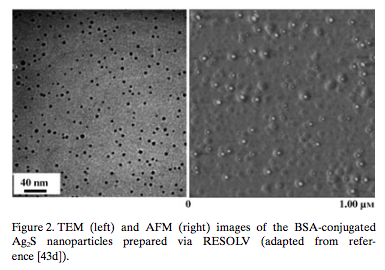 40 nm
0 1.00 µM
Figure 2. TEM (left) and AFM (right) images of the BSA-conjugated
Ag₂S nanoparticles prepared via RESOLV (adapted from refer-
ence [43d]).